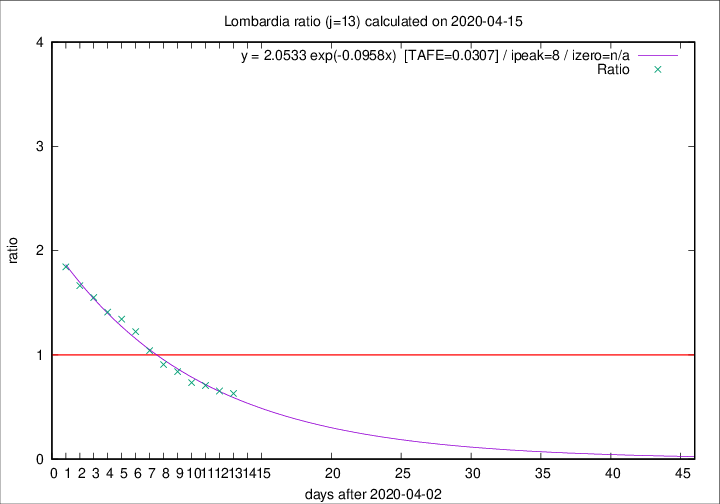 Lombardia ratio (j=13) calculated on 2020-04-15
y = 2.0533 exp(-0.0958x) [TAFE=0.0307] / ipeak=8 / izero=n/a
Ratio
4
3
2
1
0
ratio
0 1 2 3 4 5 6 7 8 9 10 11 12 13 14 15 20 25 30 35 40 45
days after 2020-04-02